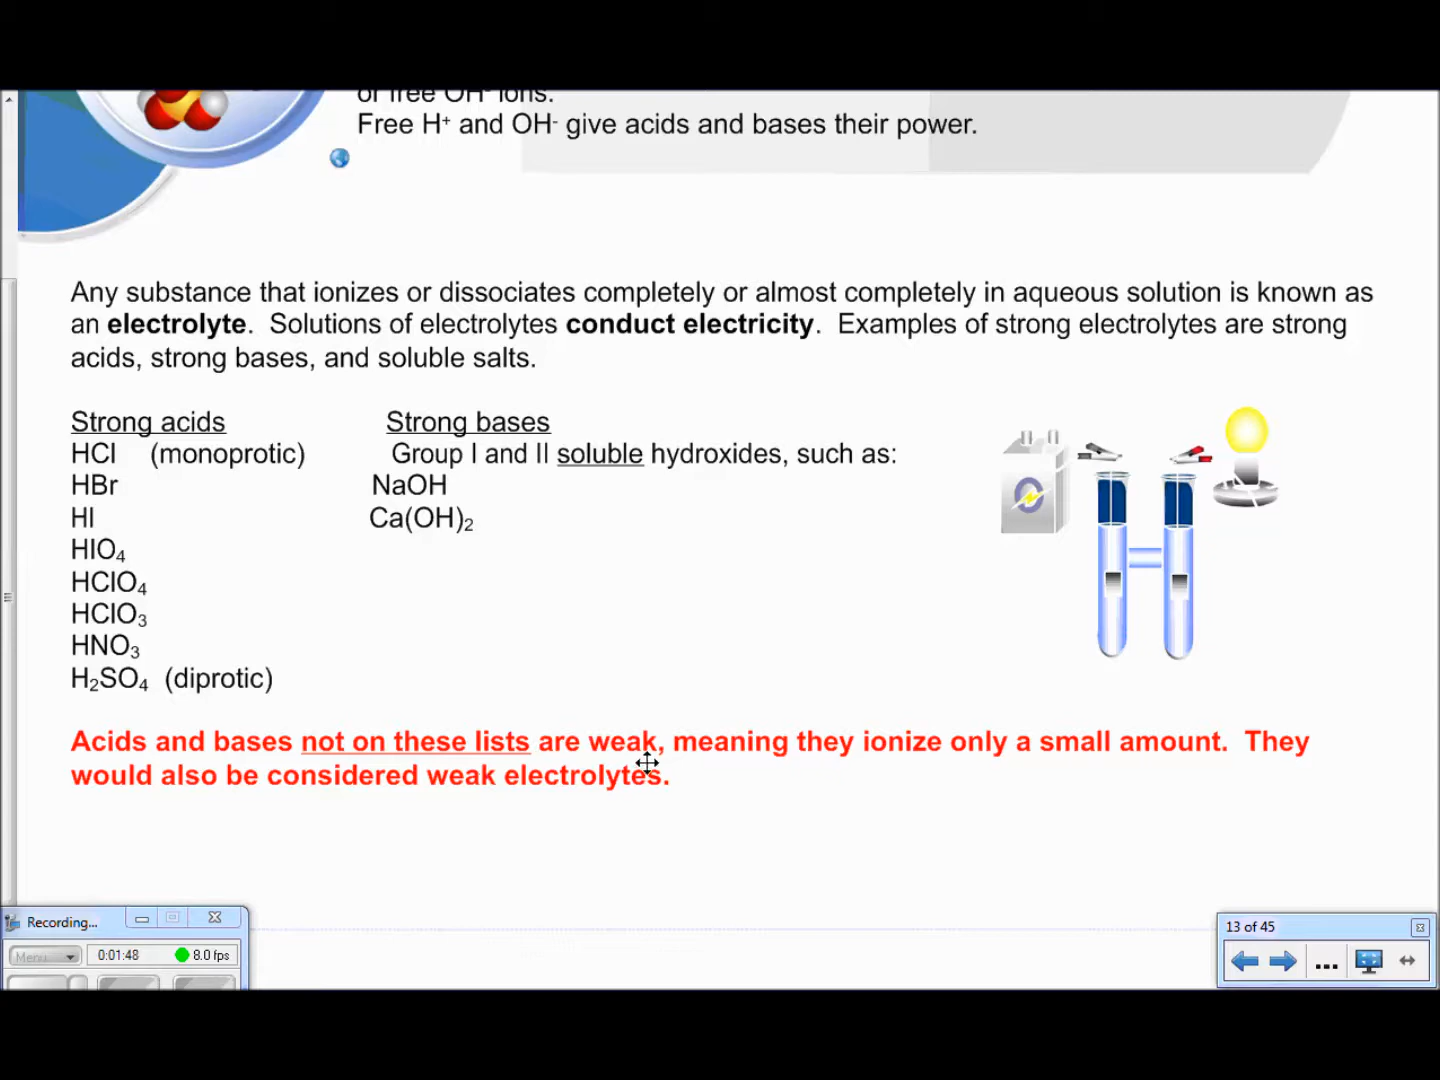 or free OH- ions.
Free H+ and OH- give acids and bases their power.
Any substance that ionizes or dissociates completely or almost completely in aqueous solution is known as
an electrolyte. Solutions of electrolytes conduct electricity. Examples of strong electrolytes are strong
acids, strong bases, and soluble salts.
Strong acids Strong bases
HCl (monoprotic) Group I and II soluble hydroxides, such as:
HBr NaOH
HI Ca(OH)2
HIO4
HClO4
HClO3
HNO3
H2SO4 (diprotic)
Acids and bases not on these lists are weak, meaning they ionize only a small amount. They
would also be considered weak electrolytes.
Recording...
Menu 0:01:48 8.0 fps
13 of 45
...